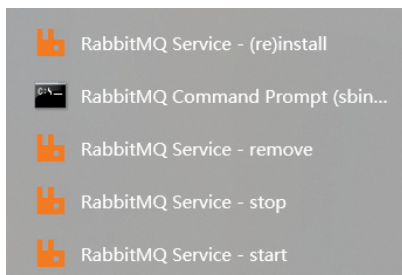 RabbitMQ Service - (re)install
C:\_
RabbitMQ Command Prompt (sbin...
RabbitMQ Service - remove
RabbitMQ Service - stop
RabbitMQ Service - start